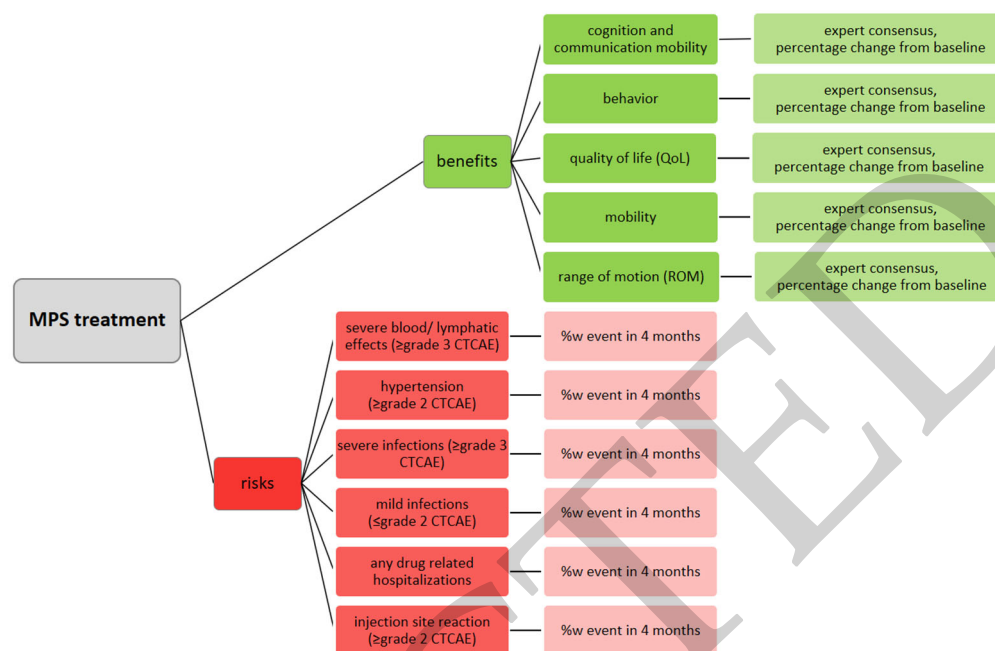 cognition and
communication mobility
expert consensus,
percentage change from baseline
behavior
expert consensus,
percentage change from baseline
benefits
quality of life (QoL)
expert consensus,
percentage change from baseline
mobility
expert consensus,
percentage change from baseline
range of motion (ROM)
expert consensus,
percentage change from baseline
MPS treatment
severe blood/ lymphatic
effects (≥grade 3 CTCAE)
%w event in 4 months
hypertension
(≥grade 2 CTCAE)
%w event in 4 months
severe infections (≥grade 3
CTCAE)
%w event in 4 months
risks
mild infections
(≤grade 2 CTCAE)
%w event in 4 months
any drug related
hospitalizations
%w event in 4 months
injection site reaction
(≥grade 2 CTCAE)
%w event in 4 months
TED